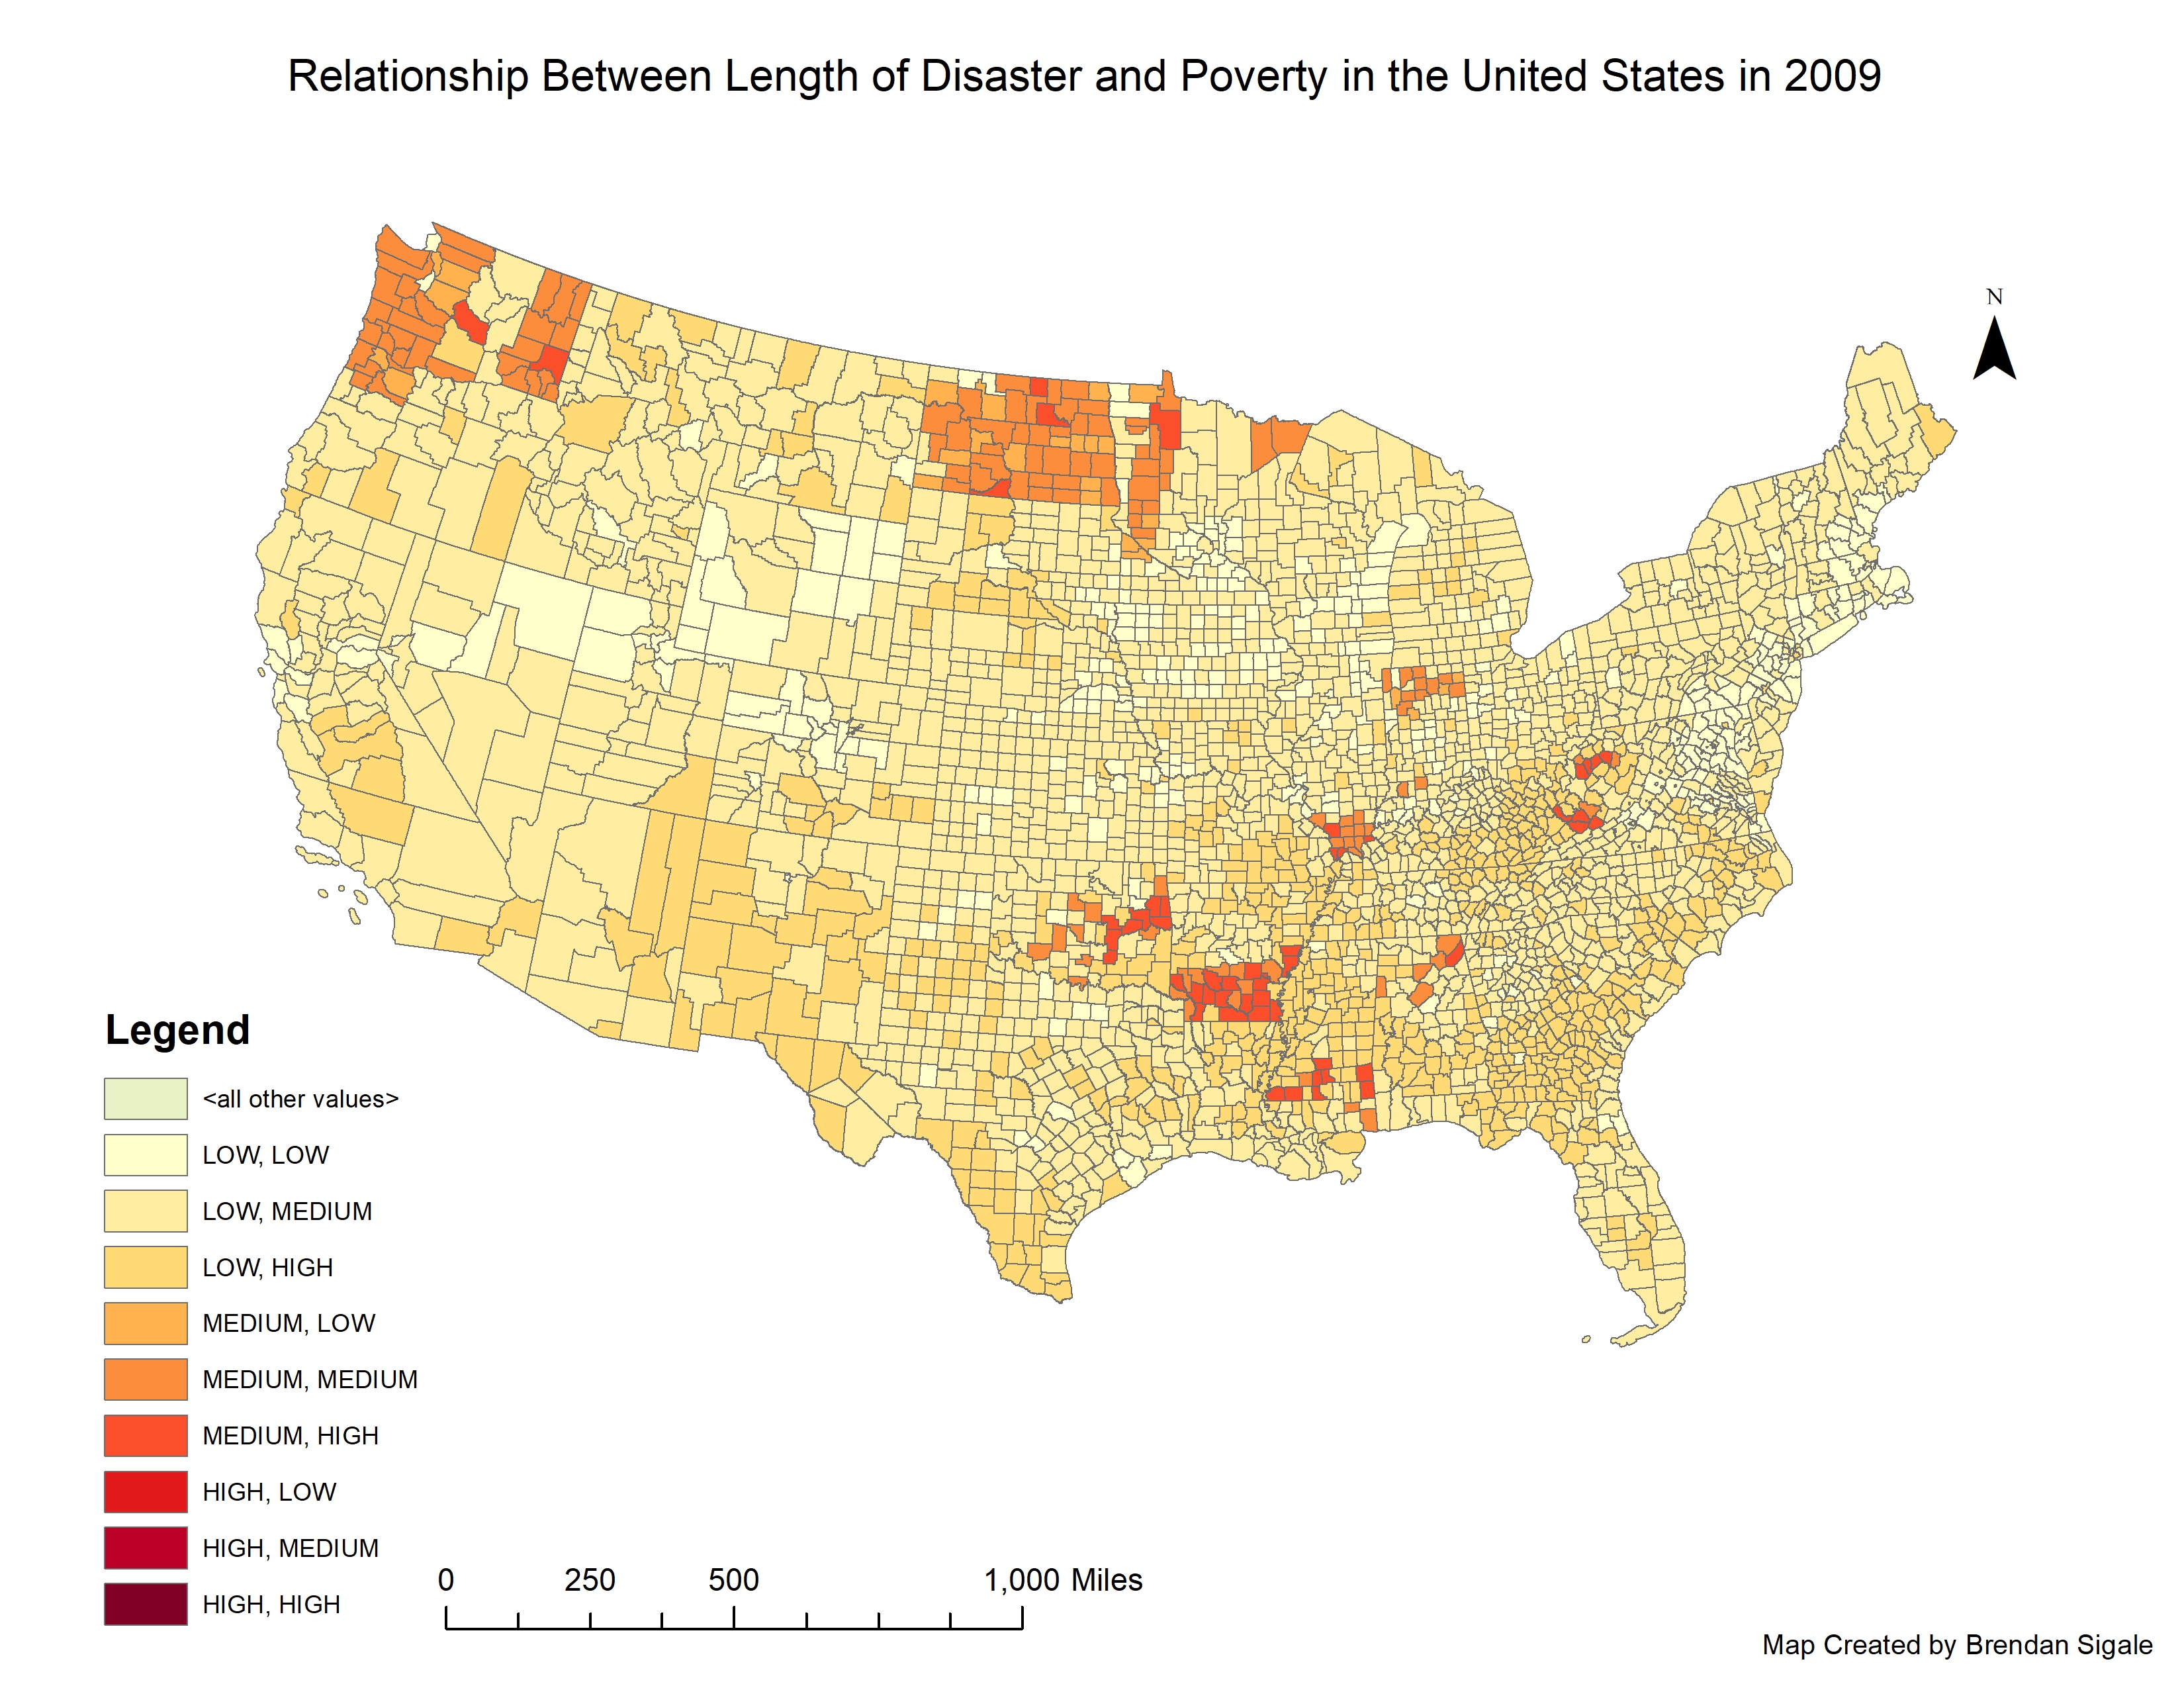 Relationship Between Length of Disaster and Poverty in the United States in 2009
N
Legend
<all other values>
LOW, LOW
LOW, MEDIUM
LOW, HIGH
MEDIUM, LOW
MEDIUM, MEDIUM
MEDIUM, HIGH
HIGH, LOW
HIGH, MEDIUM
HIGH, HIGH
0 250 500 1,000 Miles
Map Created by Brendan Sigale